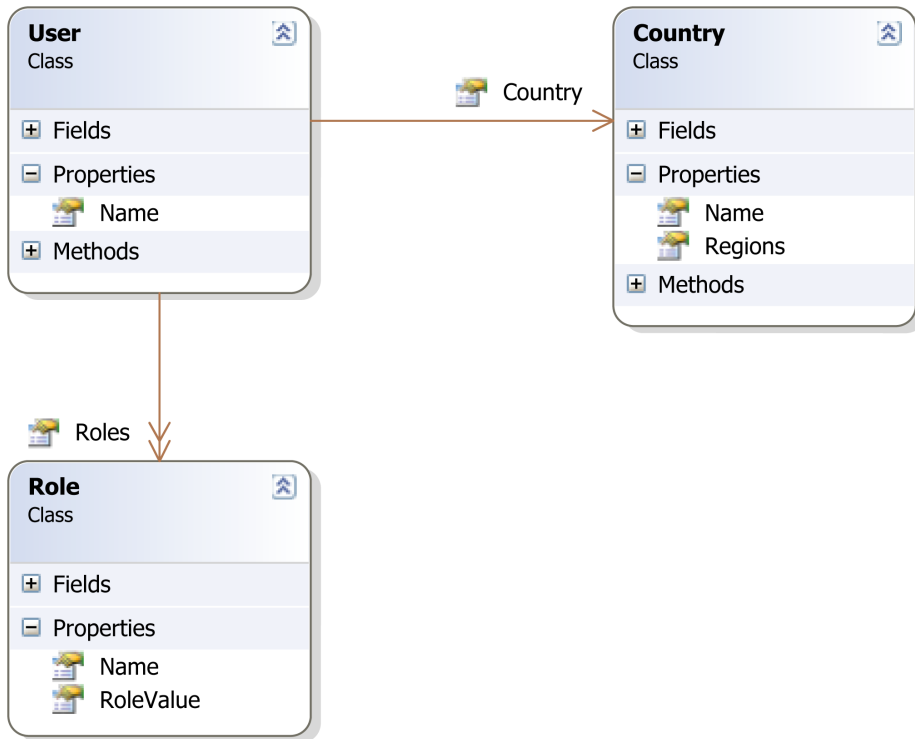 User
Class
Fields
Properties
Name
Methods
Country
Country
Class
Fields
Properties
Name
Regions
Methods
Roles
Role
Class
Fields
Properties
Name
RoleValue